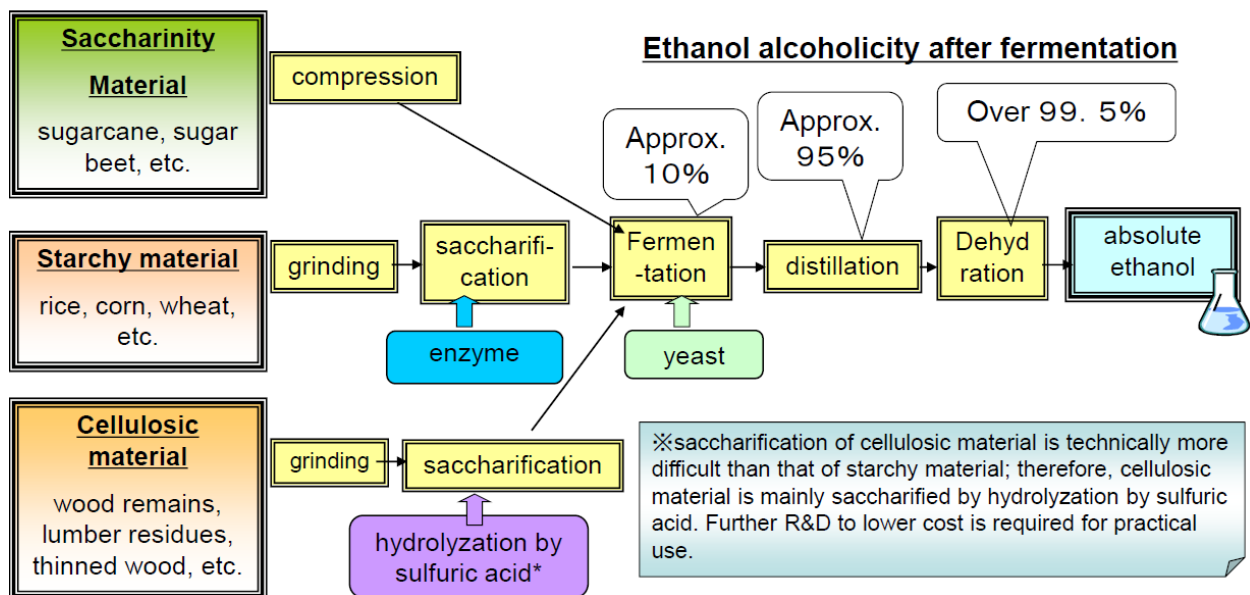 Saccharinity
Material
sugarcane, sugar
beet, etc.
compression
Ethanol alcoholicity after fermentation
Approx.
10%
Approx.
95%
Over 99. 5%
Starchy material
rice, corn, wheat,
etc.
grinding
saccharifi-
cation
enzyme
Fermen
-tation
yeast
distillation
Dehyd
ration
absolute
ethanol
Cellulosic
material
wood remains,
lumber residues,
thinned wood, etc.
grinding
saccharification
hydrolyzation by
sulfuric acid*
※saccharification of cellulosic material is technically more
difficult than that of starchy material; therefore, cellulosic
material is mainly saccharified by hydrolyzation by sulfuric
acid. Further R&D to lower cost is required for practical
use.